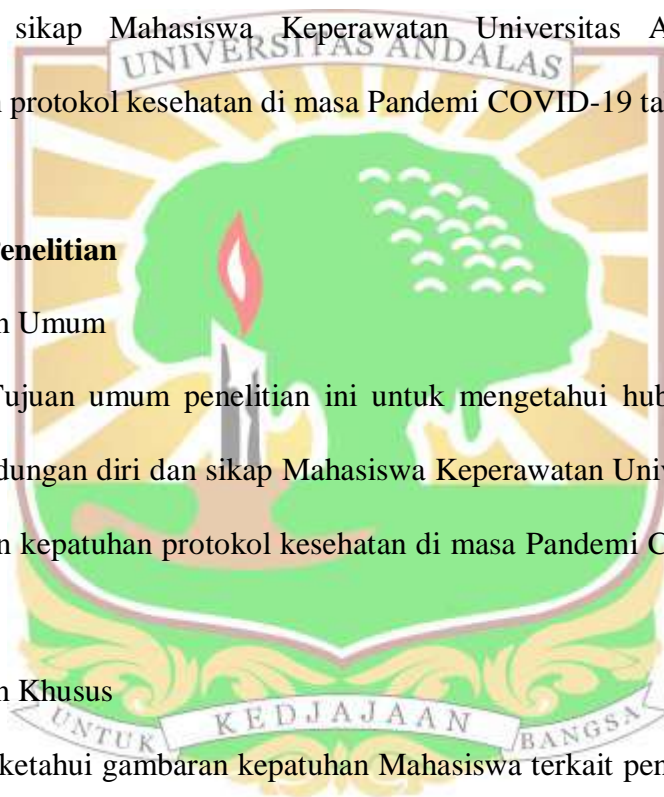 sikap Mahasiswa Keperawatan Universitas A
UNIVERSITAS ANDALAS
protokol kesehatan di masa Pandemi COVID-19 ta
enelitian
n Umum
Tujuan umum penelitian ini untuk mengetahui hub
dungan diri dan sikap Mahasiswa Keperawatan Univ
n kepatuhan protokol kesehatan di masa Pandemi C
n Khusus
UNTUK KEDJAJAAN BANGSA
ketahui gambaran kepatuhan Mahasiswa terkait pen